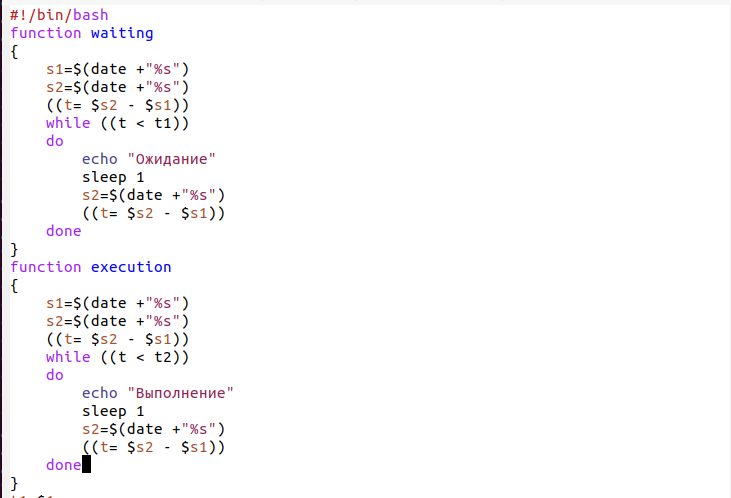 #!/bin/bash
function waiting
{
    s1=$(date +"%s")
    s2=$(date +"%s")
    ((t= $s2 - $s1))
    while ((t < t1))
    do
        echo "Ожидание"
        sleep 1
        s2=$(date +"%s")
        ((t= $s2 - $s1))
    done
}
function execution
{
    s1=$(date +"%s")
    s2=$(date +"%s")
    ((t= $s2 - $s1))
    while ((t < t2))
    do
        echo "Выполнение"
        sleep 1
        s2=$(date +"%s")
        ((t= $s2 - $s1))
    done
}